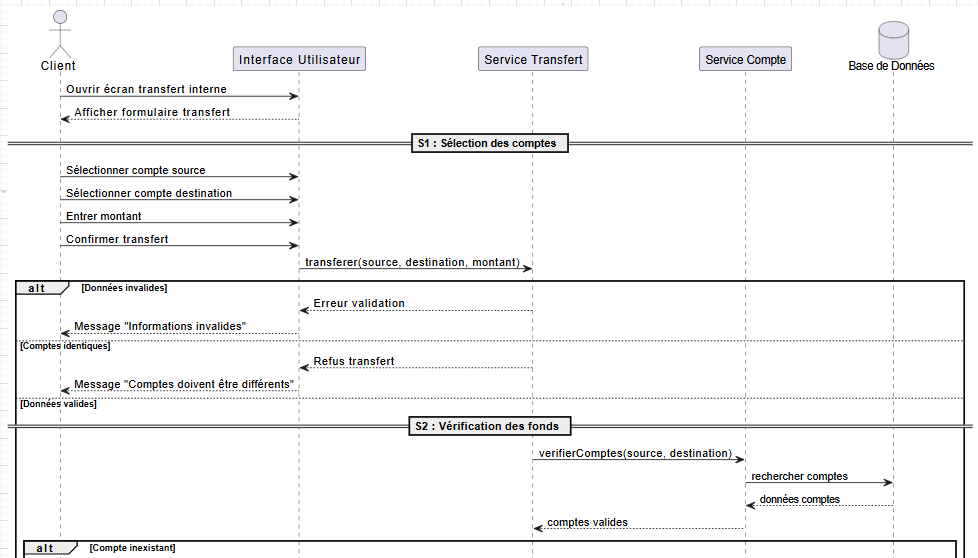 Client
Interface Utilisateur
Service Transfert
Service Compte
Base de Données
Ouvrir écran transfert interne
Afficher formulaire transfert
S1 : Sélection des comptes
Sélectionner compte source
Sélectionner compte destination
Entrer montant
Confirmer transfert
transferer(source, destination, montant)
alt [Données invalides]
Erreur validation
Message "Informations invalides"
[Comptes identiques]
Refus transfert
Message "Comptes doivent être différents"
[Données valides]
S2 : Vérification des fonds
verifierComptes(source, destination)
rechercher comptes
données comptes
comptes valides
alt [Compte inexistant]